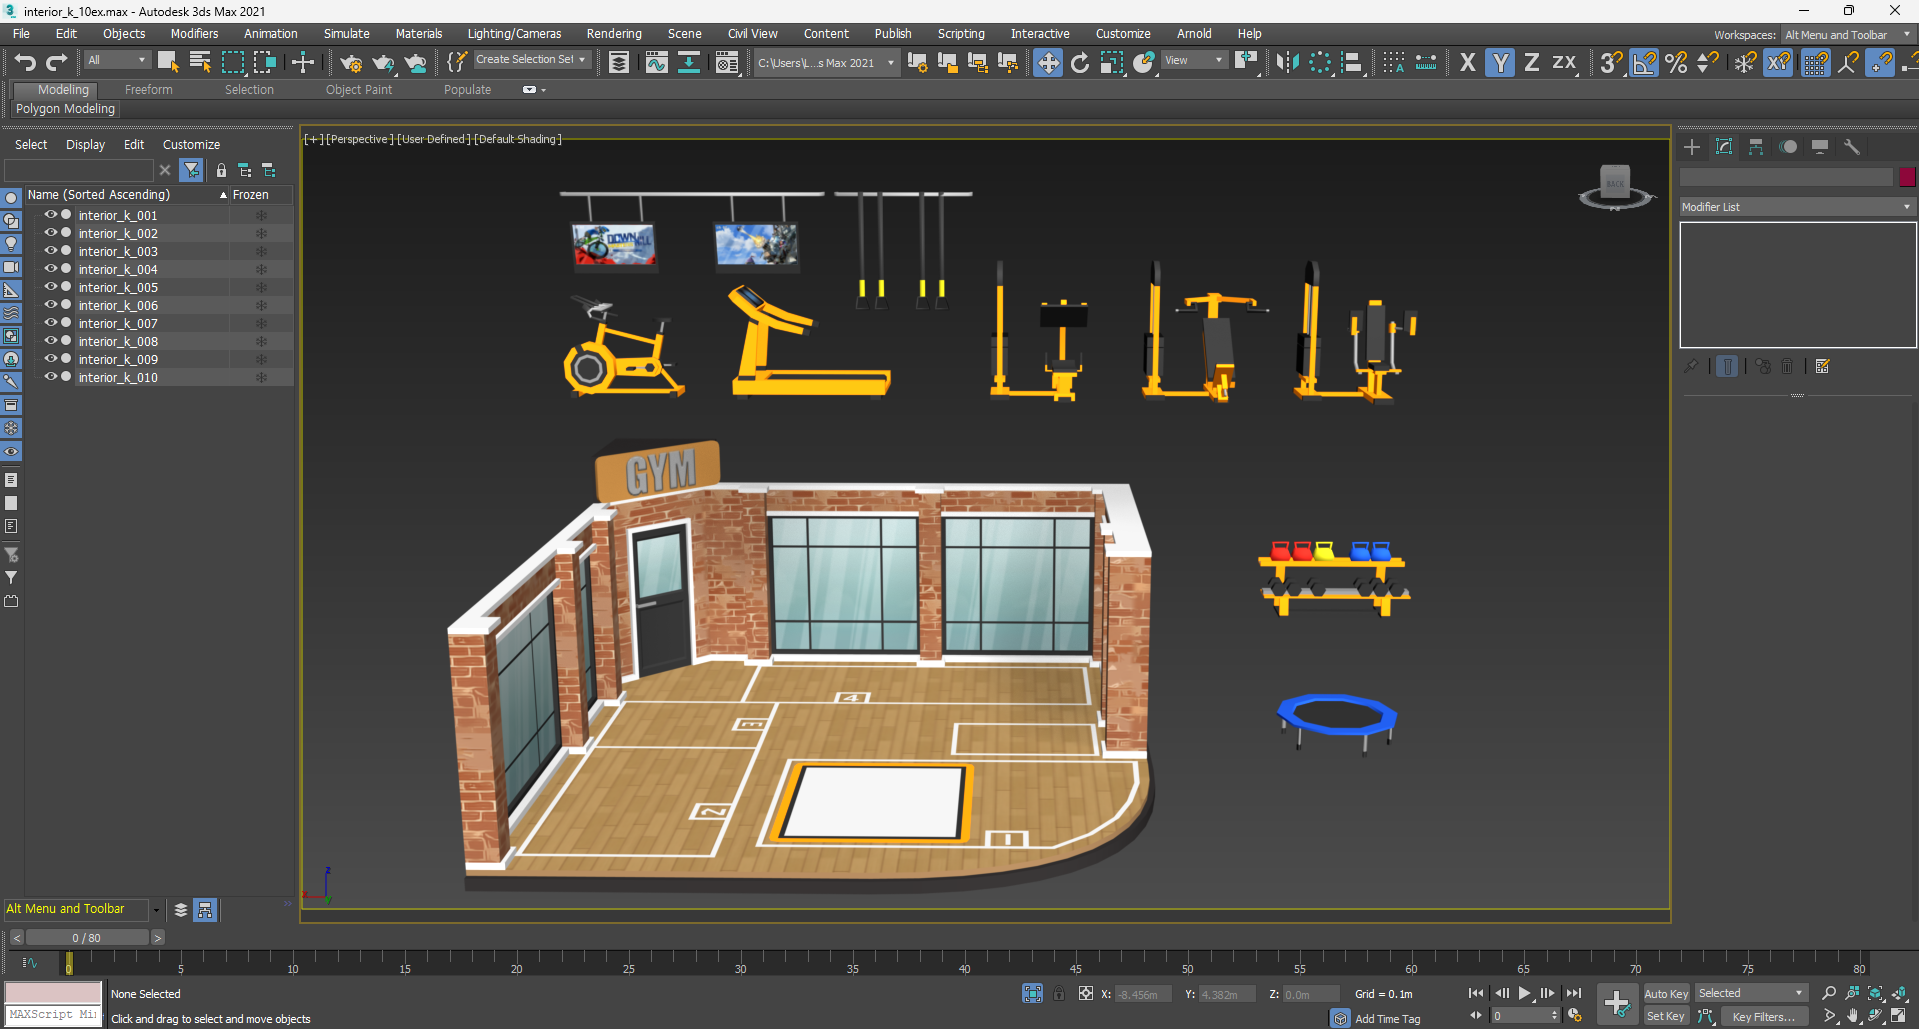 interior_k_10ex.max - Autodesk 3ds Max 2021
File Edit Objects Modifiers Animation Simulate Materials Lighting/Cameras Rendering Scene Civil View Content Publish Scripting Interactive Customize Arnold Help
Workspaces: Alt Menu and Toolbar
All
Create Selection Set
C:\Users\L...s Max 2021
View
X Y Z ZX 3 XY
Modeling Freeform Selection Object Paint Populate
Polygon Modeling
Select Display Edit Customize
[+] [Perspective] [User Defined] [Default Shading]
Name (Sorted Ascending) Frozen
interior_k_001
interior_k_002
interior_k_003
interior_k_004
interior_k_005
interior_k_006
interior_k_007
interior_k_008
interior_k_009
interior_k_010
BACK
Modifier List
DOWN
GYM
4
3
2
1
z
x
y
Alt Menu and Toolbar
0 / 80
0 5 10 15 20 25 30 35 40 45 50 55 60 65 70 75 80
None Selected
X: -8.456m Y: 4.382m Z: 0.0m Grid = 0.1m
Auto Key Selected
MAXScript Mi
Click and drag to select and move objects
Add Time Tag
0
Set Key Key Filters...